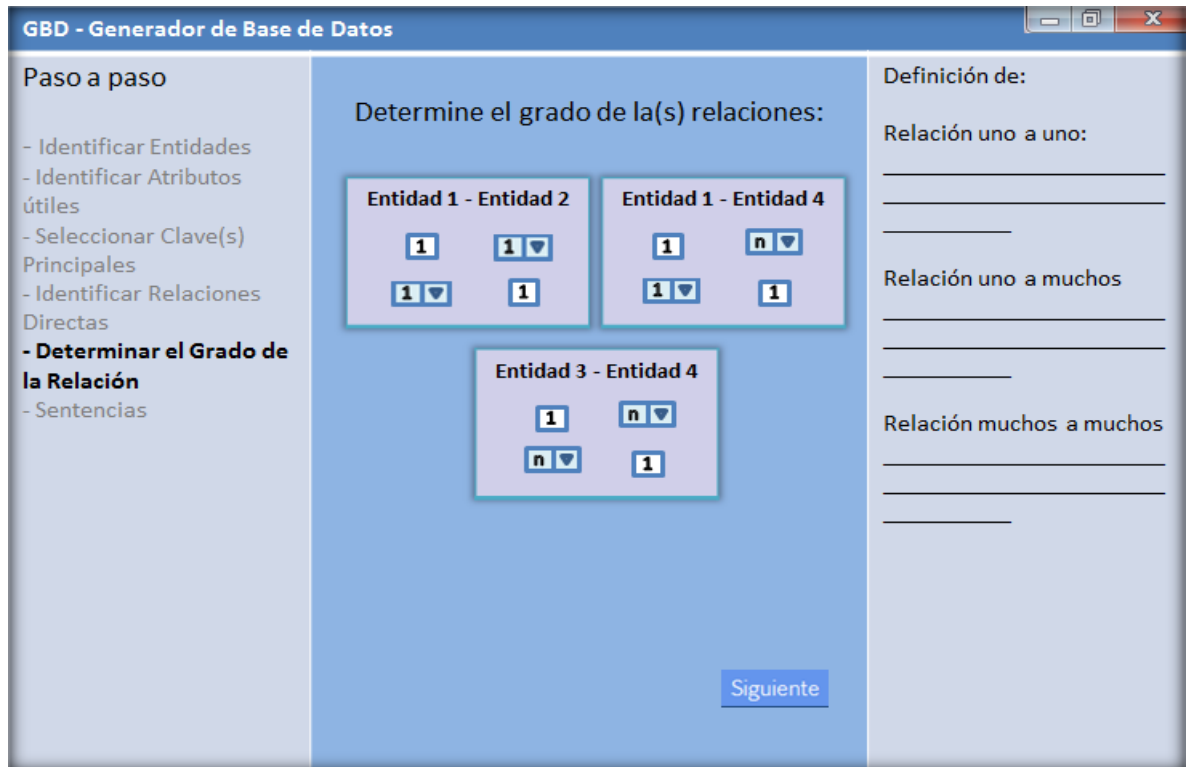 GBD - Generador de Base de Datos
Paso a paso
- Identificar Entidades
- Identificar Atributos
útiles
- Seleccionar Clave(s)
Principales
- Identificar Relaciones
Directas
- Determinar el Grado de
la Relación
- Sentencias
Determine el grado de la(s) relaciones:
Entidad 1 - Entidad 2
1 1
1 1
Entidad 1 - Entidad 4
1 n
1 1
Entidad 3 - Entidad 4
1 n
n 1
Siguiente
Definición de:
Relación uno a uno:
Relación uno a muchos
Relación muchos a muchos